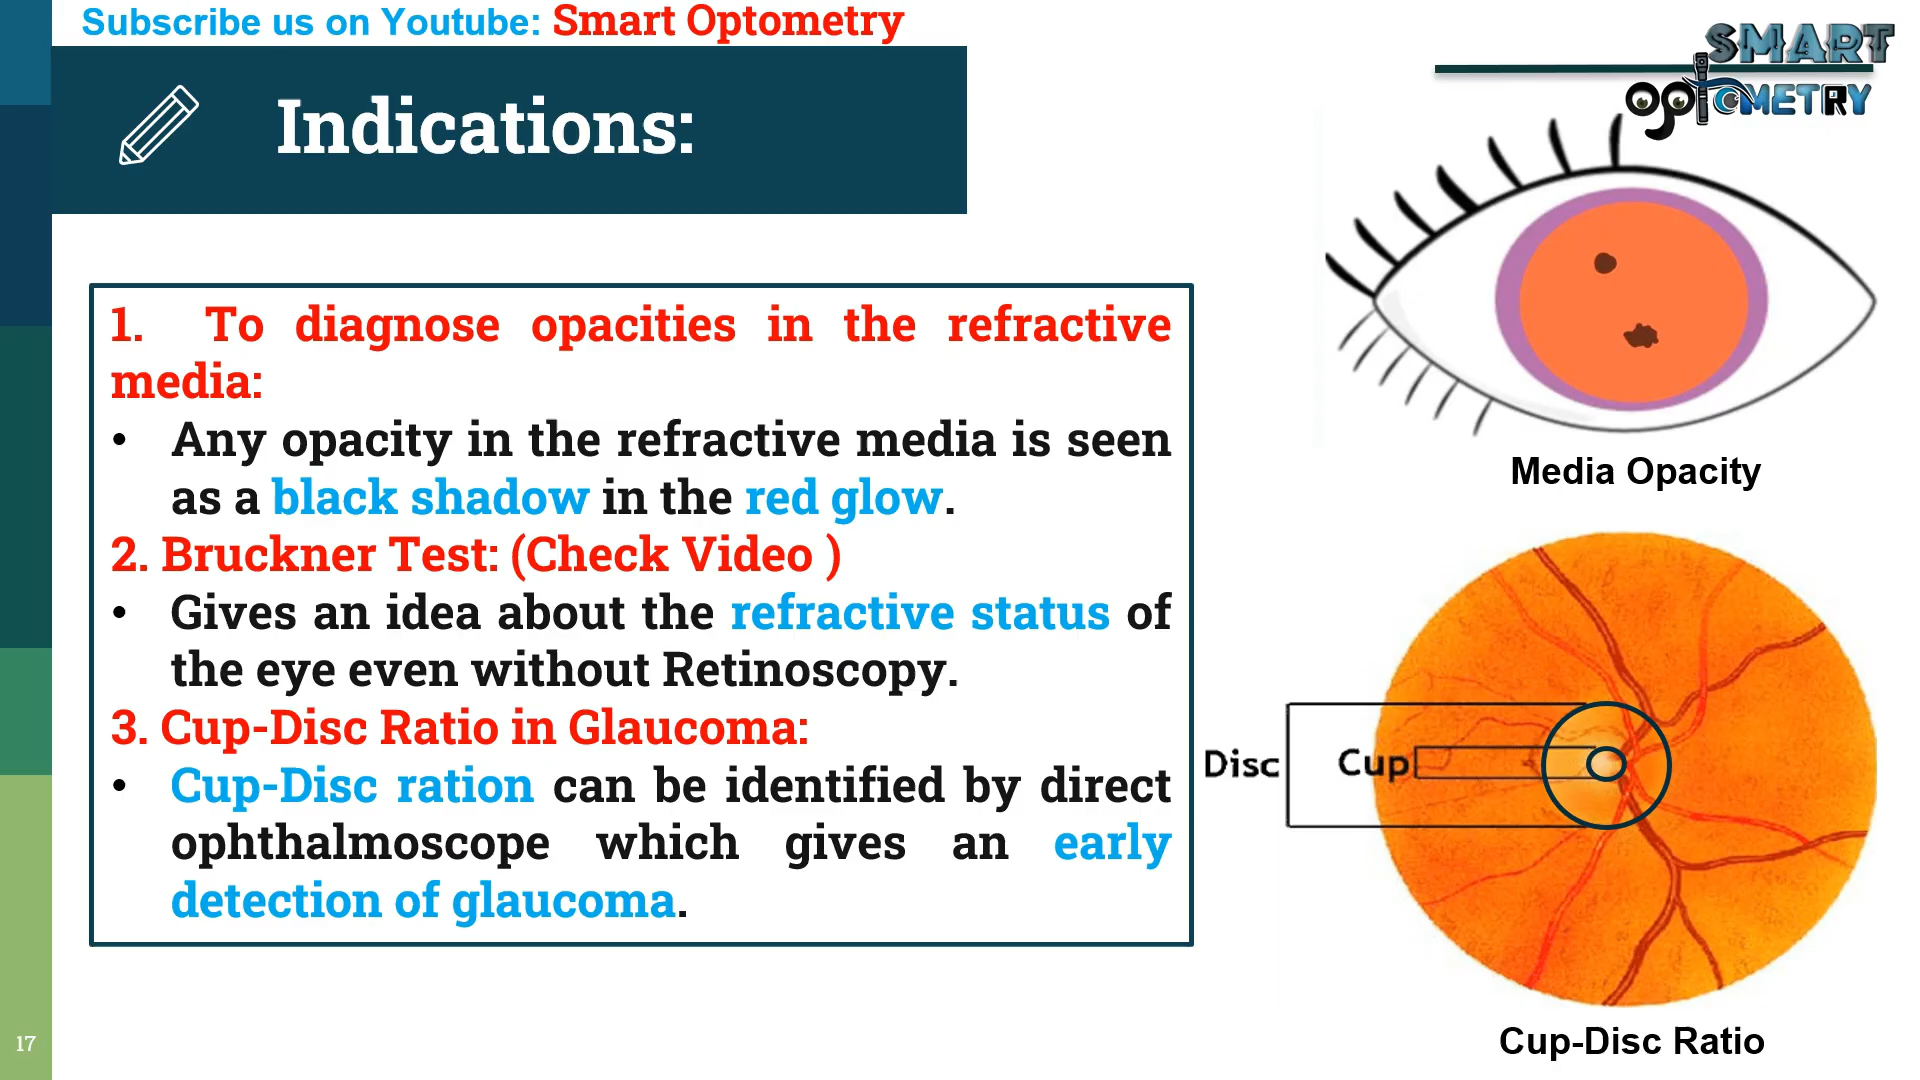 Subscribe us on Youtube: Smart Optometry
SMART
OptOMETRY
Indications:
1. To diagnose opacities in the refractive
media:
• Any opacity in the refractive media is seen
as a black shadow in the red glow.
2. Bruckner Test: (Check Video )
• Gives an idea about the refractive status of
the eye even without Retinoscopy.
3. Cup-Disc Ratio in Glaucoma:
• Cup-Disc ration can be identified by direct
ophthalmoscope which gives an early
detection of glaucoma.
Media Opacity
Disc
Cup
Cup-Disc Ratio
17